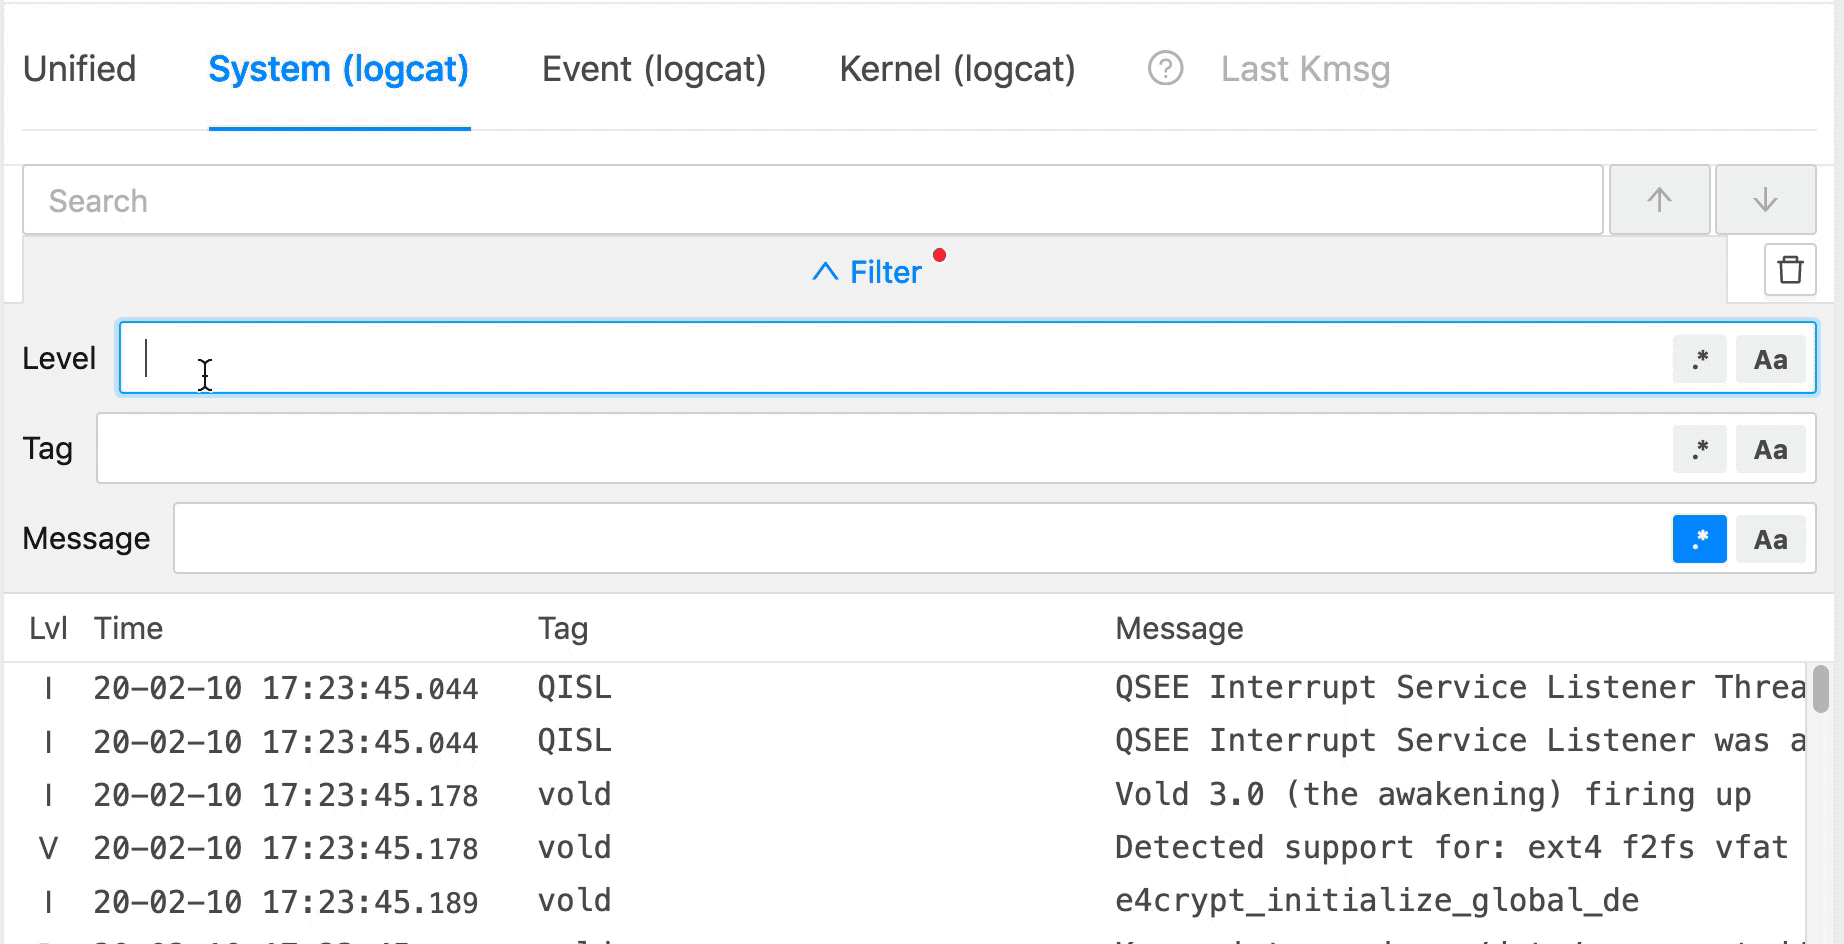 Unified System (logcat) Event (logcat) Kernel (logcat) ? Last Kmsg
Search
Filter
Level .* Aa
Tag .* Aa
Message .* Aa
Lvl Time Tag Message
I 20-02-10 17:23:45.044 QISL QSEE Interrupt Service Listener Threa
I 20-02-10 17:23:45.044 QISL QSEE Interrupt Service Listener was a
I 20-02-10 17:23:45.178 vold Vold 3.0 (the awakening) firing up
V 20-02-10 17:23:45.178 vold Detected support for: ext4 f2fs vfat
I 20-02-10 17:23:45.189 vold e4crypt_initialize_global_de